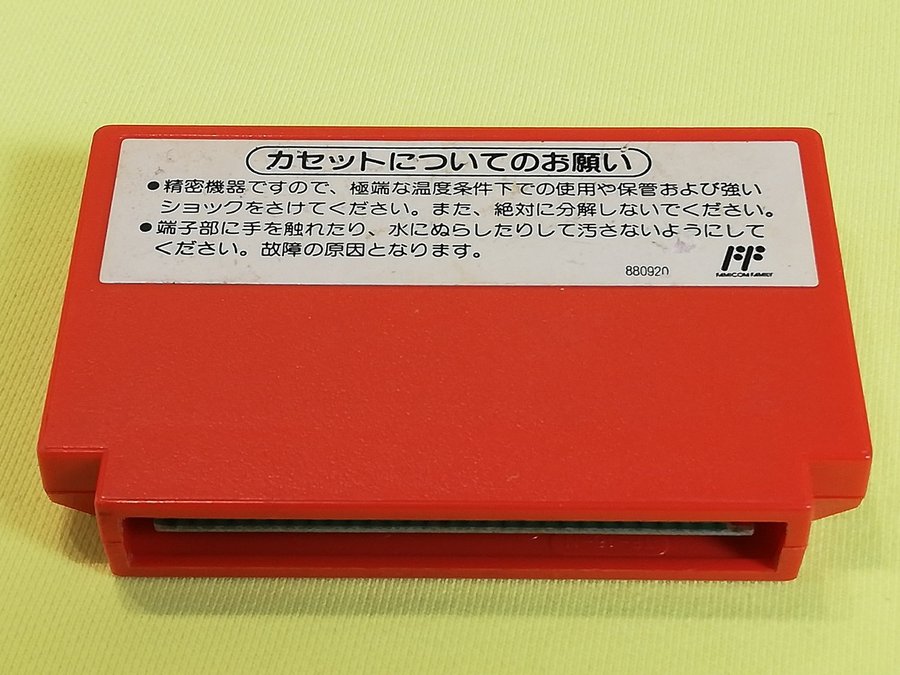 カセットについてのお願い
●精密機器ですので、極端な温度条件下での使用や保管および強い
ショックをさけてください。また、絶対に分解しないでください。
●端子部に手を触れたり、水にぬらしたりして汚さないようにして
ください。故障の原因となります。
880920
FF
FAMICOM FAMILY